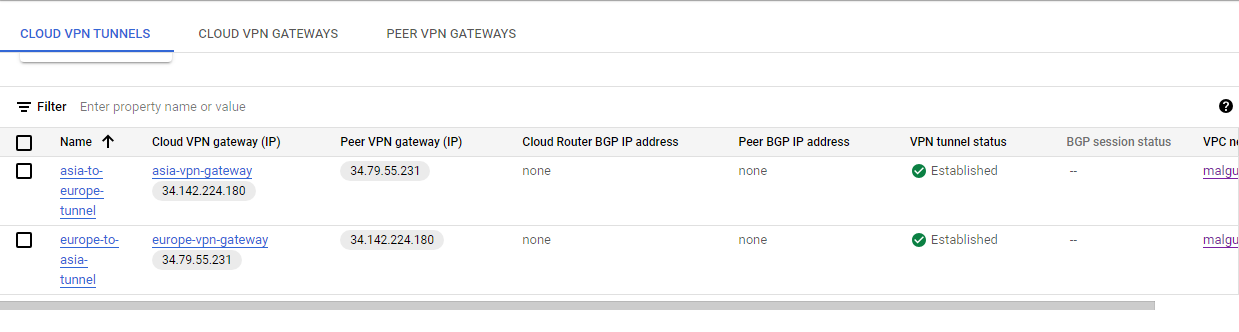 CLOUD VPN TUNNELS CLOUD VPN GATEWAYS PEER VPN GATEWAYS
Filter Enter property name or value
Name Cloud VPN gateway (IP) Peer VPN gateway (IP) Cloud Router BGP IP address Peer BGP IP address VPN tunnel status BGP session status VPC ne
asia-to- asia-vpn-gateway 34.79.55.231 none none Established -- malgu
europe- 34.142.224.180
tunnel
europe-to- europe-vpn-gateway 34.142.224.180 none none Established -- malgu
asia- 34.79.55.231
tunnel